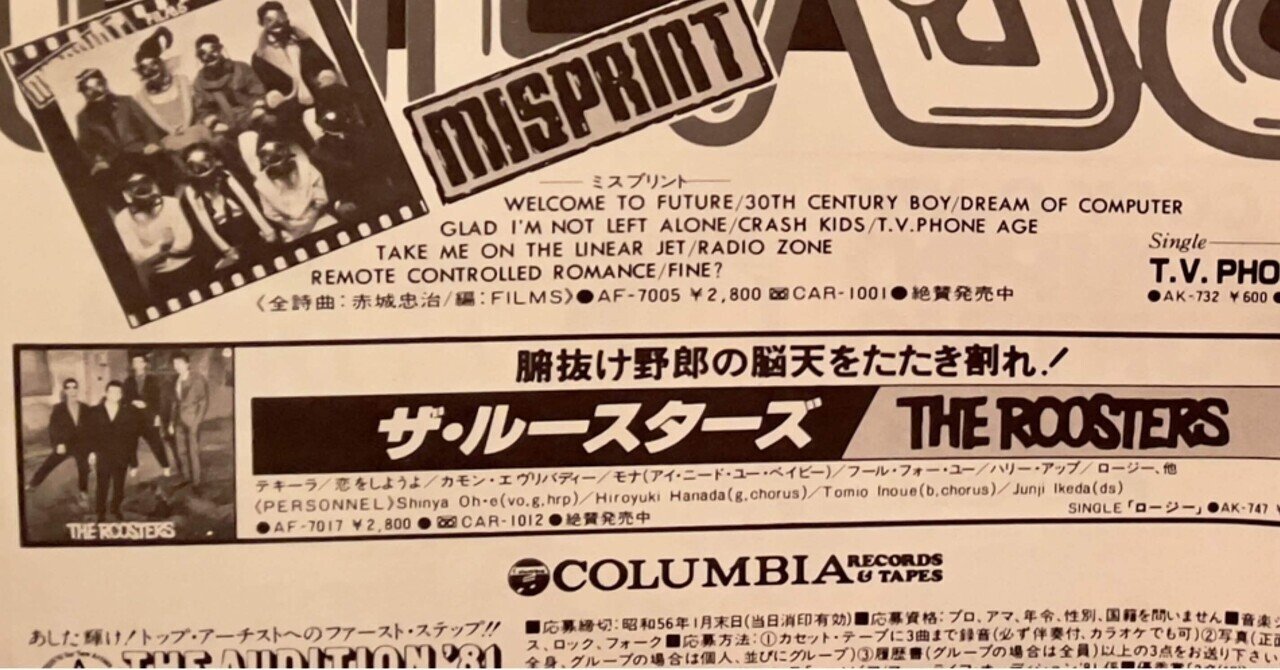 MISPRINT
ミスプリント
WELCOME TO FUTURE/30TH CENTURY BOY/DREAM OF COMPUTER
GLAD I'M NOT LEFT ALONE/CRASH KIDS/T.V.PHONE AGE
TAKE ME ON THE LINEAR JET/RADIO ZONE
REMOTE CONTROLLED ROMANCE/FINE?
《全詩曲:赤城忠治/編:FILMS》●AF-7005 ¥2,800 CAR-1001●絶賛発売中
Single
T.V. PHO
●AK-732 ¥600●
腑抜け野郎の脳天をたたき割れ!
ザ・ルースターズ THE ROOSTERS
テキーラ/恋をしようよ/カモン・エヴリバディー/モナ(アイ・ニード・ユー・ベイビー)/フール・フォー・ユー/ハリー・アップ/ロージー、他
《PERSONNEL》Shinya Oh・e(vo,g,hrp)/Hiroyuki Hanada(g,chorus)/Tomio Inoue(b,chorus)/Junji Ikeda(ds)
●AF-7017 ¥2,800 ● CAR-1012 ●絶賛発売中
SINGLE「ロージー」●AK-747 ¥
THE ROOSTERS
COLUMBIA RECORDS & TAPES
あした輝け!トップ・アーチストへのファースト・ステップ!!
THE AUDITION '81
■応募締切:昭和56年1月末日(当日消印有効)■応募資格:プロ、アマ、年令、性別、国籍を問いません■音楽
ス、ロック、フォーク■応募方法:①カセット・テープに3曲まで録音(必ず伴奏付、カラオケでも可)②写真(正
全身、グループの場合は個人、並びにグループ)③履歴書(グループの場合は全員)以上の3点をお送り下さい